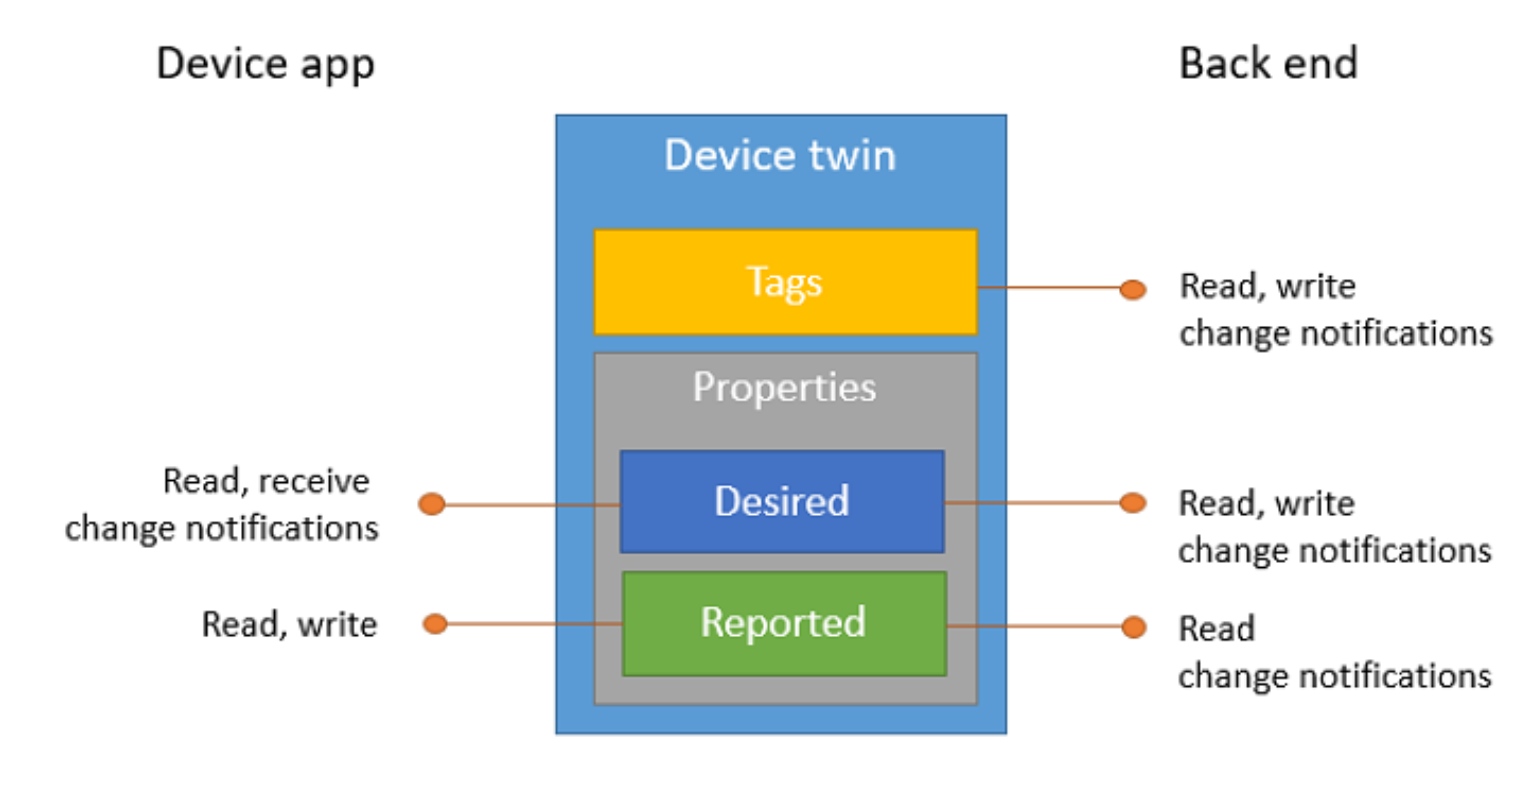 Device app
Back end
Device twin
Tags
Read, write
change notifications
Properties
Read, receive
change notifications
Desired
Read, write
change notifications
Read, write
Reported
Read
change notifications